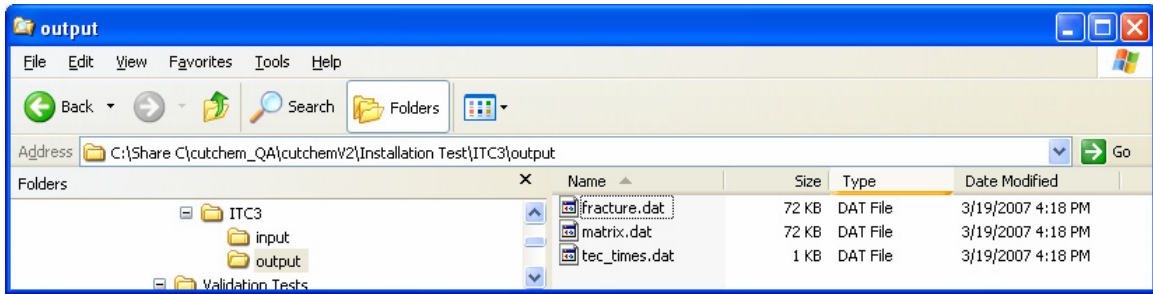 output
File Edit View Favorites Tools Help
Back Search Folders
Address C:\Share C\cutchem_QA\cutchemV2\Installation Test\ITC3\output Go
Folders x Name Size Type Date Modified
ITC3 fracture.dat 72 KB DAT File 3/19/2007 4:18 PM
input matrix.dat 72 KB DAT File 3/19/2007 4:18 PM
output tec_times.dat 1 KB DAT File 3/19/2007 4:18 PM
Validation Tests